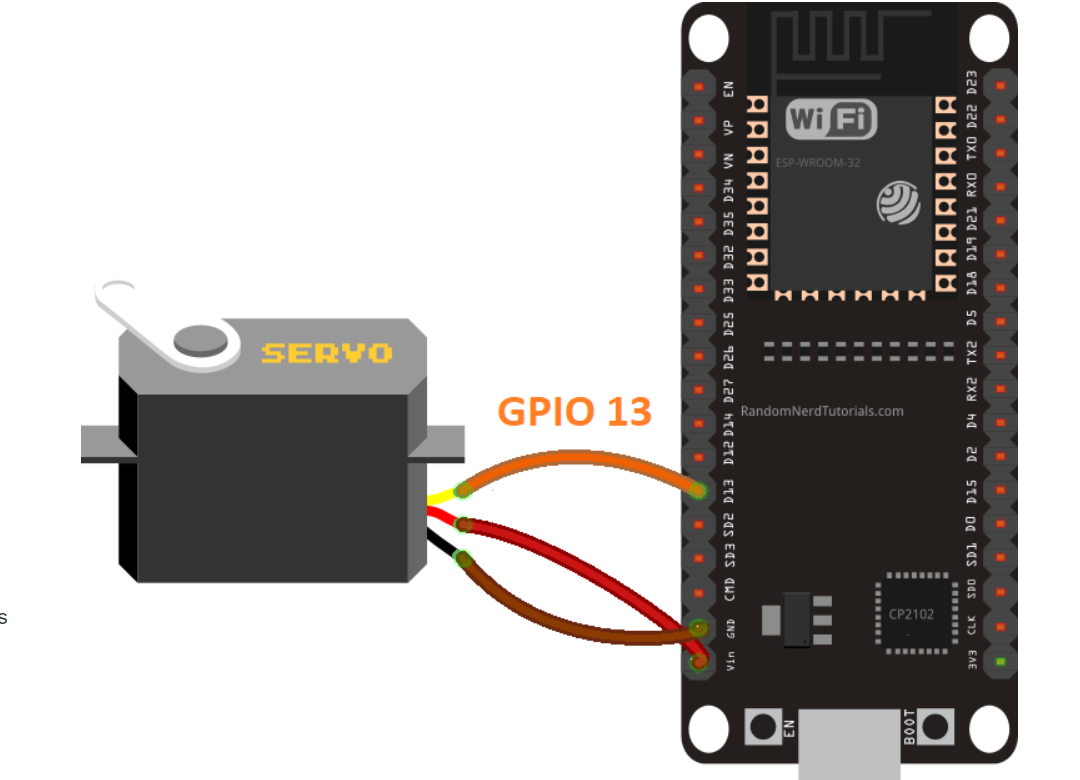 WiFi
ESP-WROOM-32
EN
VP
VN
D34
D35
D32
D33
D25
D26
D27
D14
D12
D13
SD2
SD3
CMD
GND
Vin
D23
D22
TX0
RX0
D21
D19
D18
D5
TX2
RX2
D4
D2
D15
D0
SD1
SD0
CLK
3V3
SERVO
GPIO 13
RandomNerdTutorials.com
CP2102
s
EN
BOOT